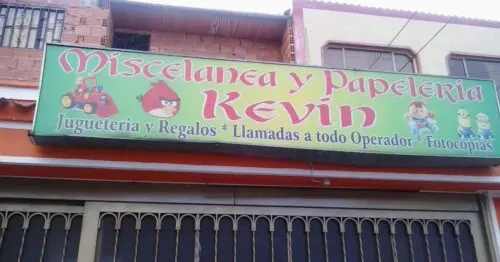 Miscelanea y Papeleria
Kevin
Jugueteria y Regalos * Llamadas a todo Operador * Fotocopias